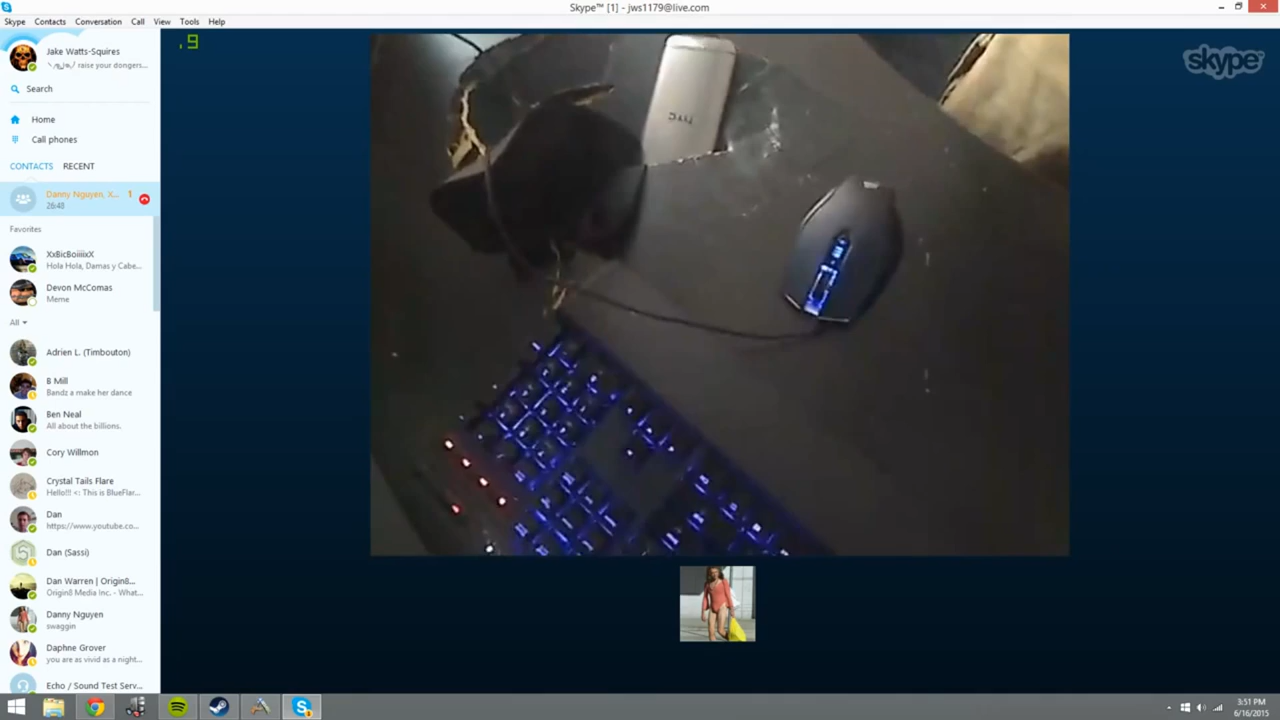 Skype™ [1] - jws1179@live.com
Skype Contacts Conversation Call View Tools Help
.9
Jake Watts-Squires
raise your dongers...
Search
Home
Call phones
CONTACTS RECENT
Danny Nguyen, X... 1
26:48
Favorites
XxBicBoiiiixX
Hola Hola, Damas y Cabe...
Devon McComas
Meme
All
Adrien L. (Timbouton)
B Mill
Bandz a make her dance
Ben Neal
All about the billions.
Cory Willmon
Crystal Tails Flare
Hello!!! <: This is BlueFlar...
Dan
https://www.youtube.co...
Dan (Sassi)
Dan Warren | Origin8...
Origin8 Media Inc. - What...
Danny Nguyen
swaggin
Daphne Grover
you are as vivid as a night...
Echo / Sound Test Serv...
skype
hTC
3:51 PM
6/16/2015